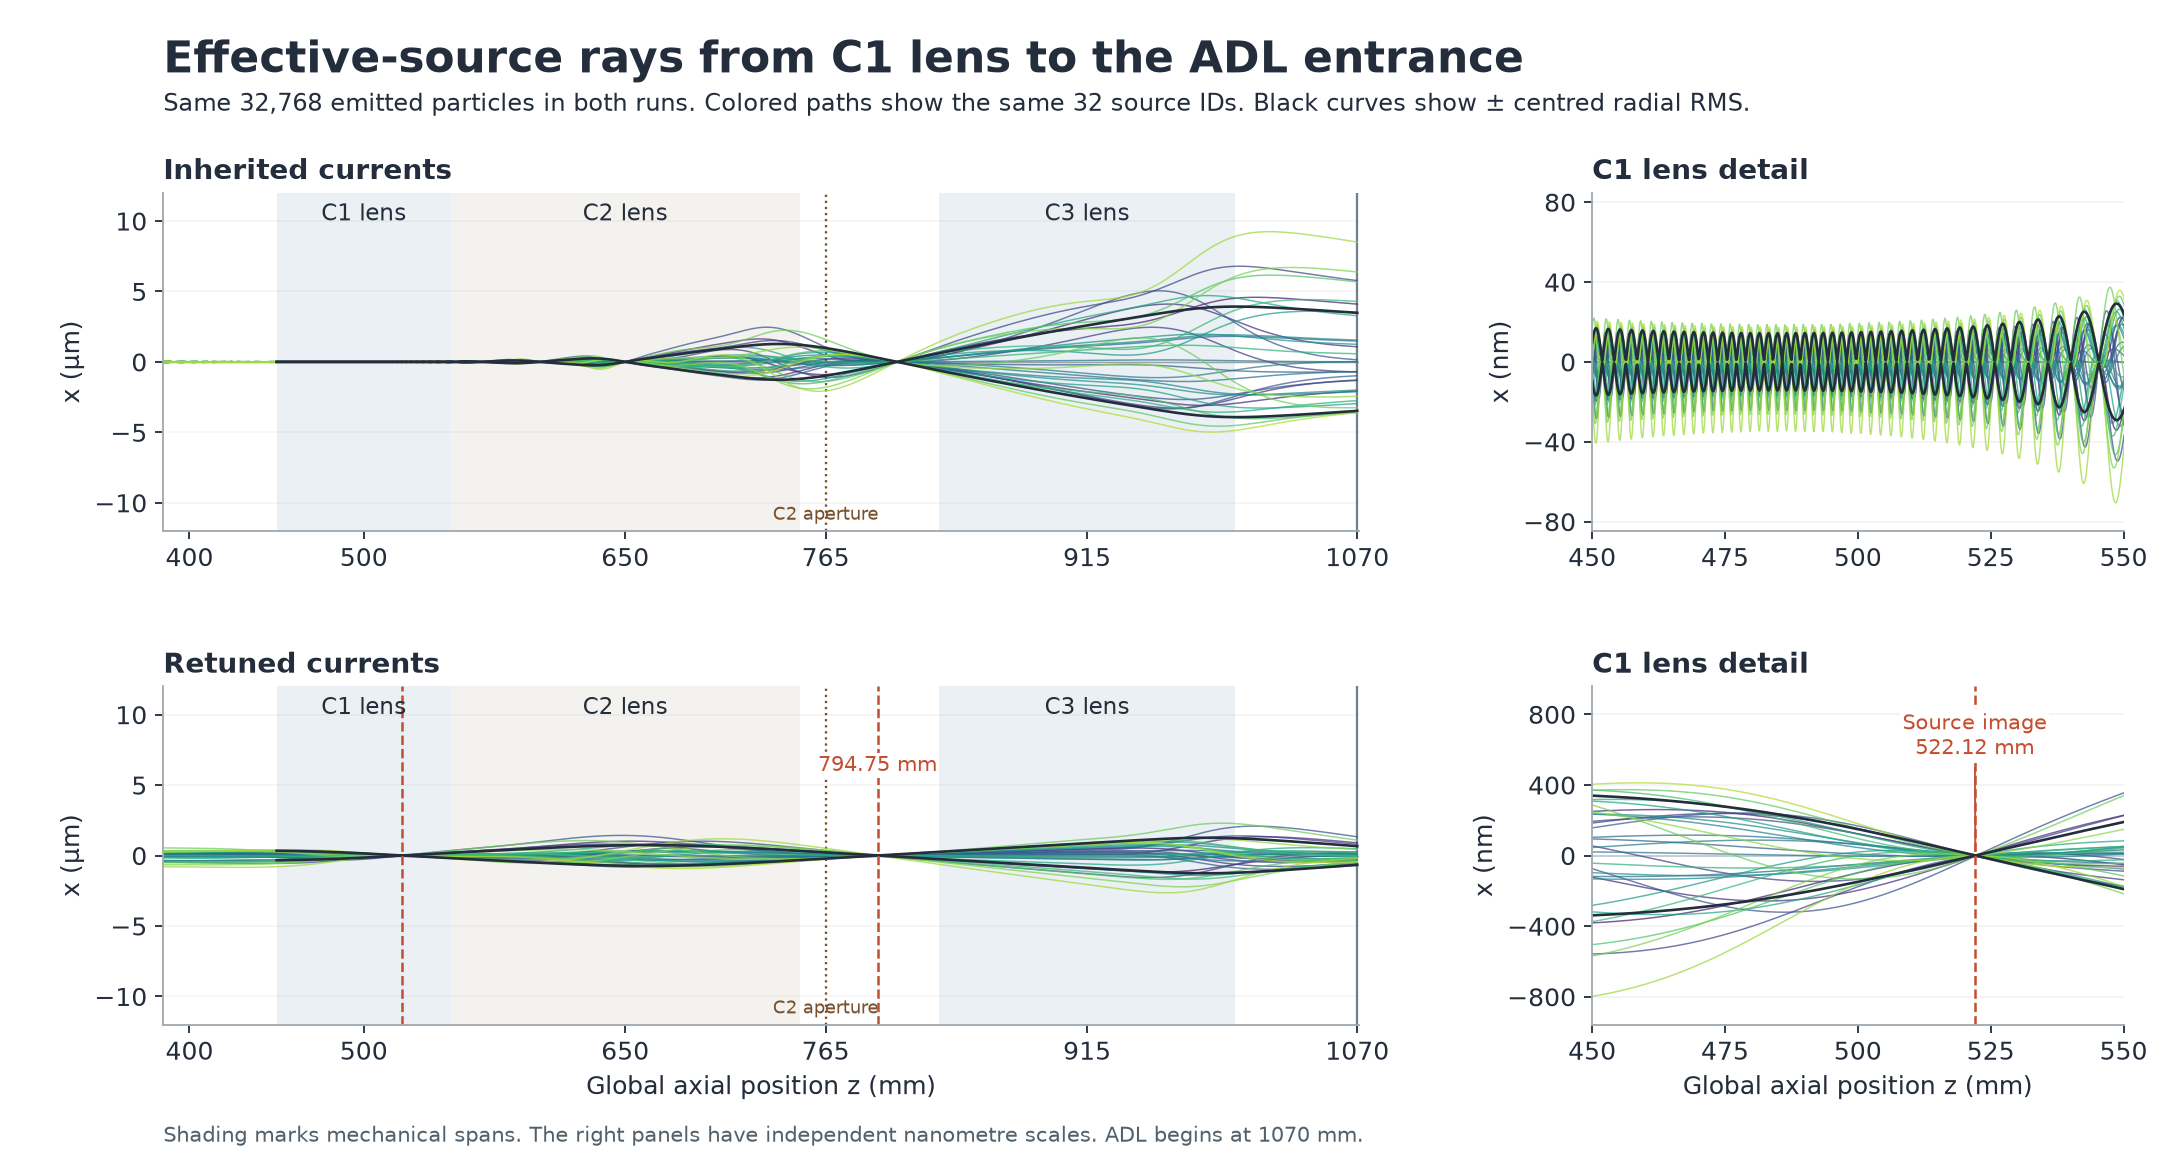 Effective-source rays from C1 lens to the ADL entrance
Same 32,768 emitted particles in both runs. Colored paths show the same 32 source IDs. Black curves show ± centred radial RMS.
Inherited currents
C1 lens
C2 lens
C3 lens
C2 aperture
x (µm)
10
5
0
−5
−10
400
500
650
765
915
1070
C1 lens detail
x (nm)
80
40
0
−40
−80
450
475
500
525
550
Retuned currents
C1 lens
C2 lens
C3 lens
794.75 mm
C2 aperture
x (µm)
10
5
0
−5
−10
400
500
650
765
915
1070
Global axial position z (mm)
C1 lens detail
Source image
522.12 mm
x (nm)
800
400
0
−400
−800
450
475
500
525
550
Global axial position z (mm)
Shading marks mechanical spans. The right panels have independent nanometre scales. ADL begins at 1070 mm.